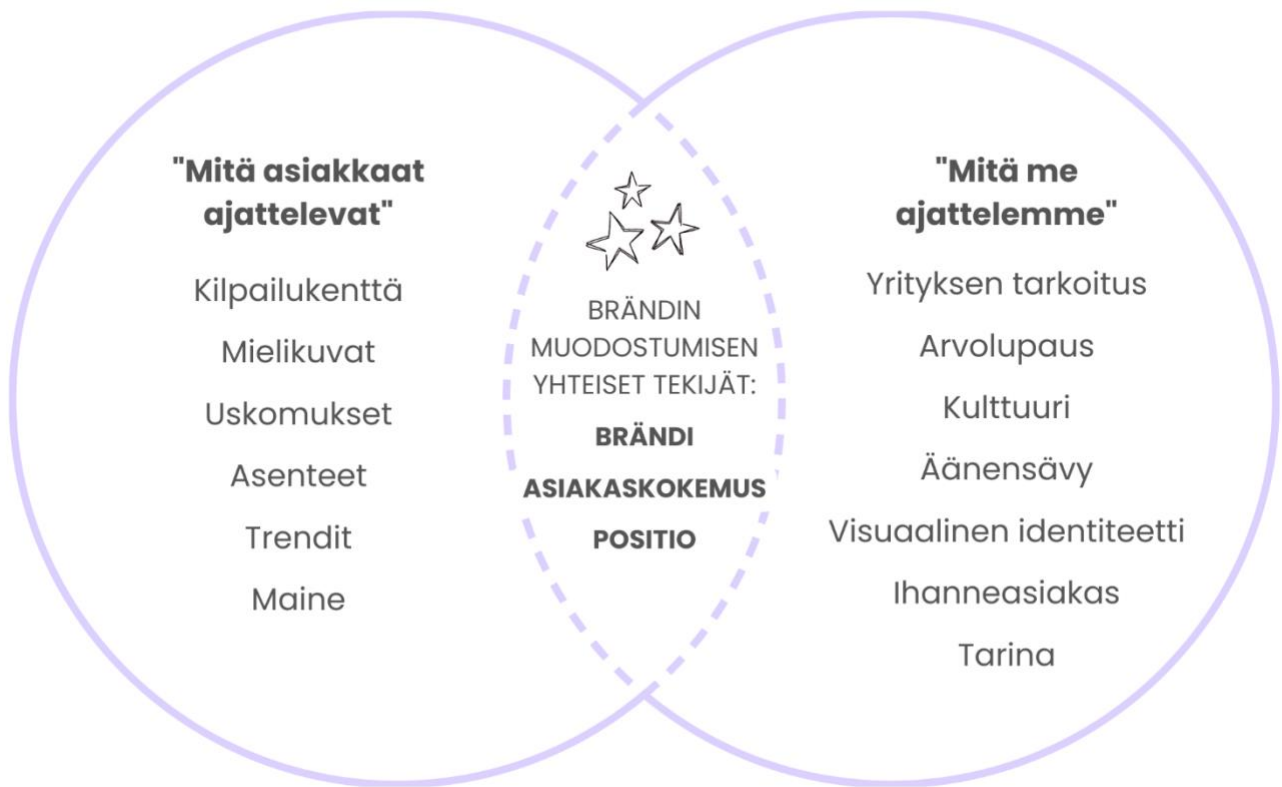 "Mitä asiakkaat
ajattelevat"
Kilpailukenttä
Mielikuvat
Uskomukset
Asenteet
Trendit
Maine
BRÄNDIN
MUODOSTUMISEN
YHTEISET TEKIJÄT:
BRÄNDI
ASIAKASKOKEMUS
POSITIO
"Mitä me
ajattelemme"
Yrityksen tarkoitus
Arvolupaus
Kulttuuri
Äänensävy
Visuaalinen identiteetti
Ihanneasiakas
Tarina